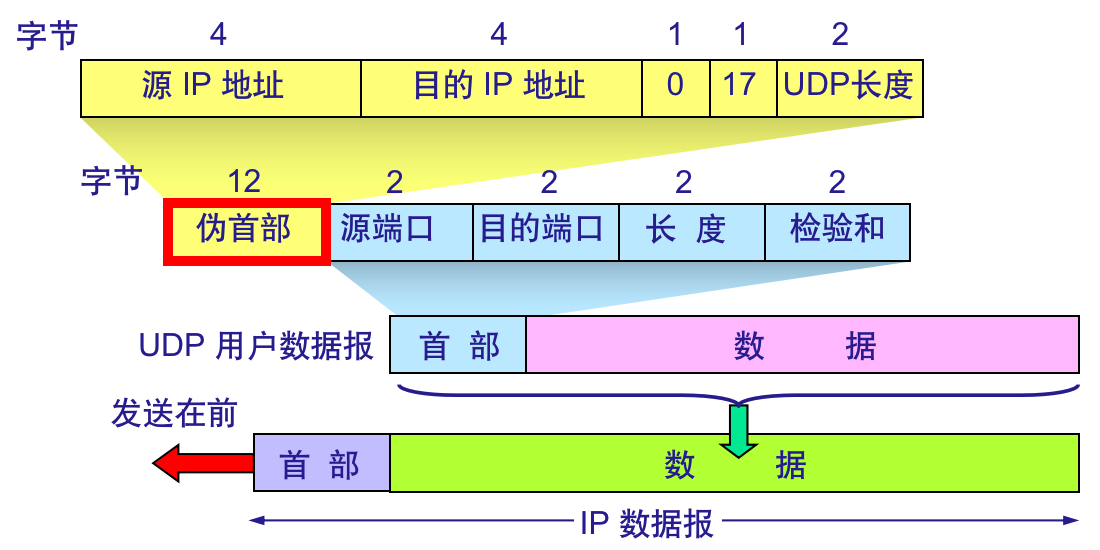 字节 4 4 1 1 2
源 IP 地址 目的 IP 地址 0 17 UDP长度
字节 12 2 2 2 2
伪首部 源端口 目的端口 长 度 检验和
UDP 用户数据报 首 部 数 据
发送在前
首 部 数 据
IP 数据报